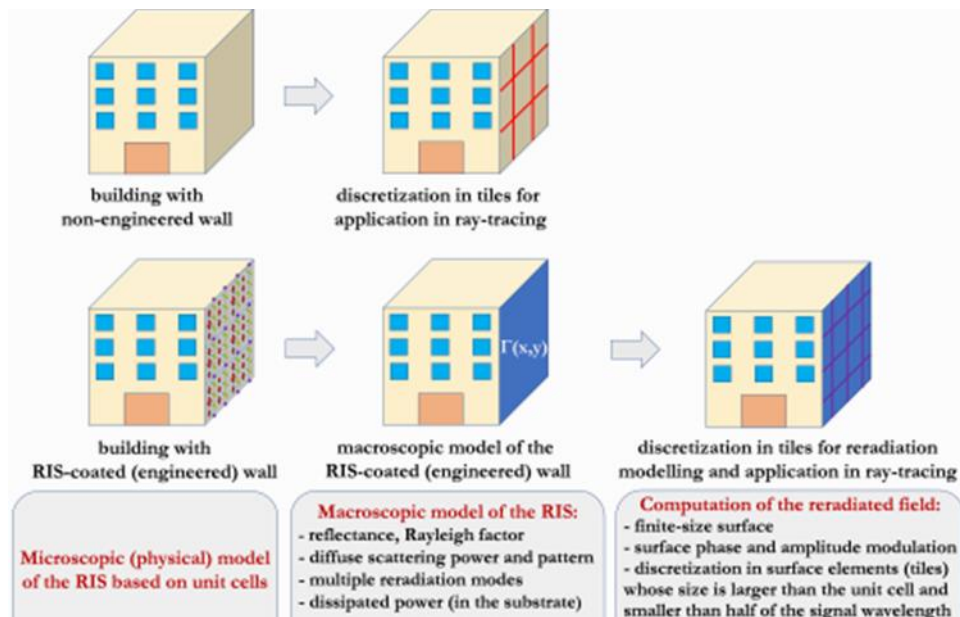 building with
non-engineered wall
discretization in tiles for
application in ray-tracing
Γ(x,y)
building with
RIS-coated (engineered) wall
macroscopic model of the
RIS-coated (engineered) wall
discretization in tiles for reradiation
modelling and application in ray-tracing
Microscopic (physical) model
of the RIS based on unit cells
Macroscopic model of the RIS:
- reflectance, Rayleigh factor
- diffuse scattering power and pattern
- multiple reradiation modes
- dissipated power (in the substrate)
Computation of the reradiated field:
- finite-size surface
- surface phase and amplitude modulation
- discretization in surface elements (tiles)
whose size is larger than the unit cell and
smaller than half of the signal wavelength